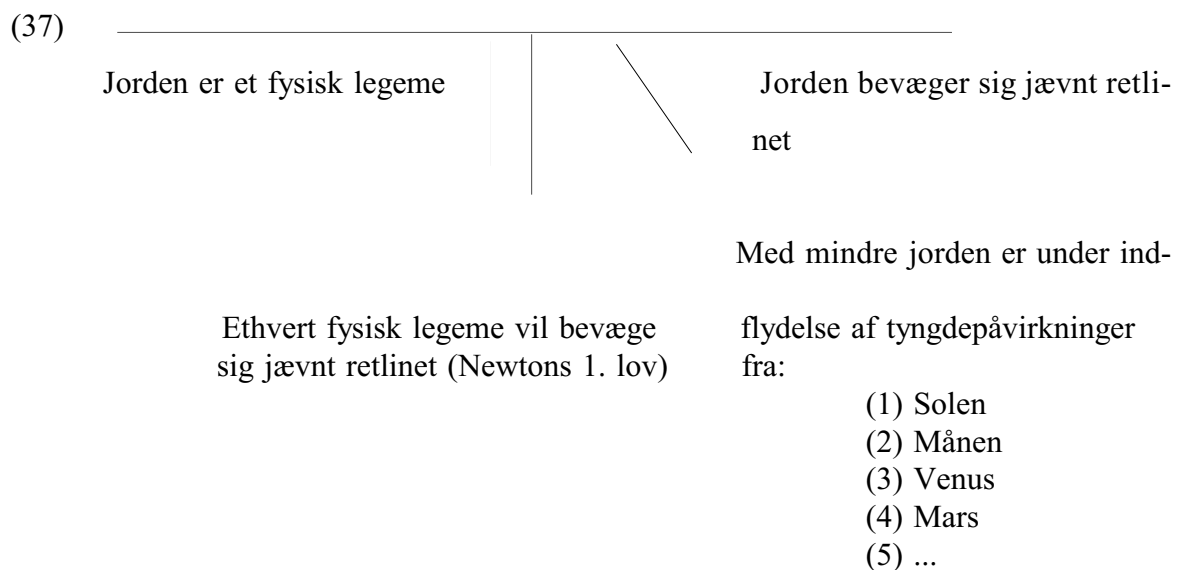 (37)
Jorden er et fysisk legeme
Jorden bevæger sig jævnt retli-
net
Med mindre jorden er under ind-
Ethvert fysisk legeme vil bevæge
sig jævnt retlinet (Newtons 1. lov)
flydelse af tyngdepåvirkninger
fra:
(1) Solen
(2) Månen
(3) Venus
(4) Mars
(5) ...